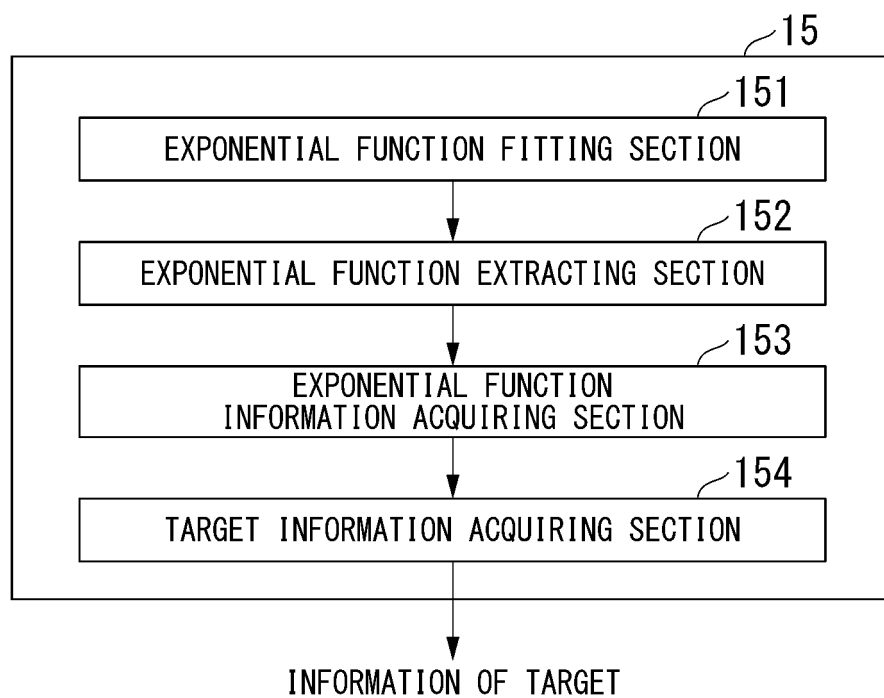 15
151
EXPONENTIAL FUNCTION FITTING SECTION
152
EXPONENTIAL FUNCTION EXTRACTING SECTION
153
EXPONENTIAL FUNCTION
INFORMATION ACQUIRING SECTION
154
TARGET INFORMATION ACQUIRING SECTION
INFORMATION OF TARGET